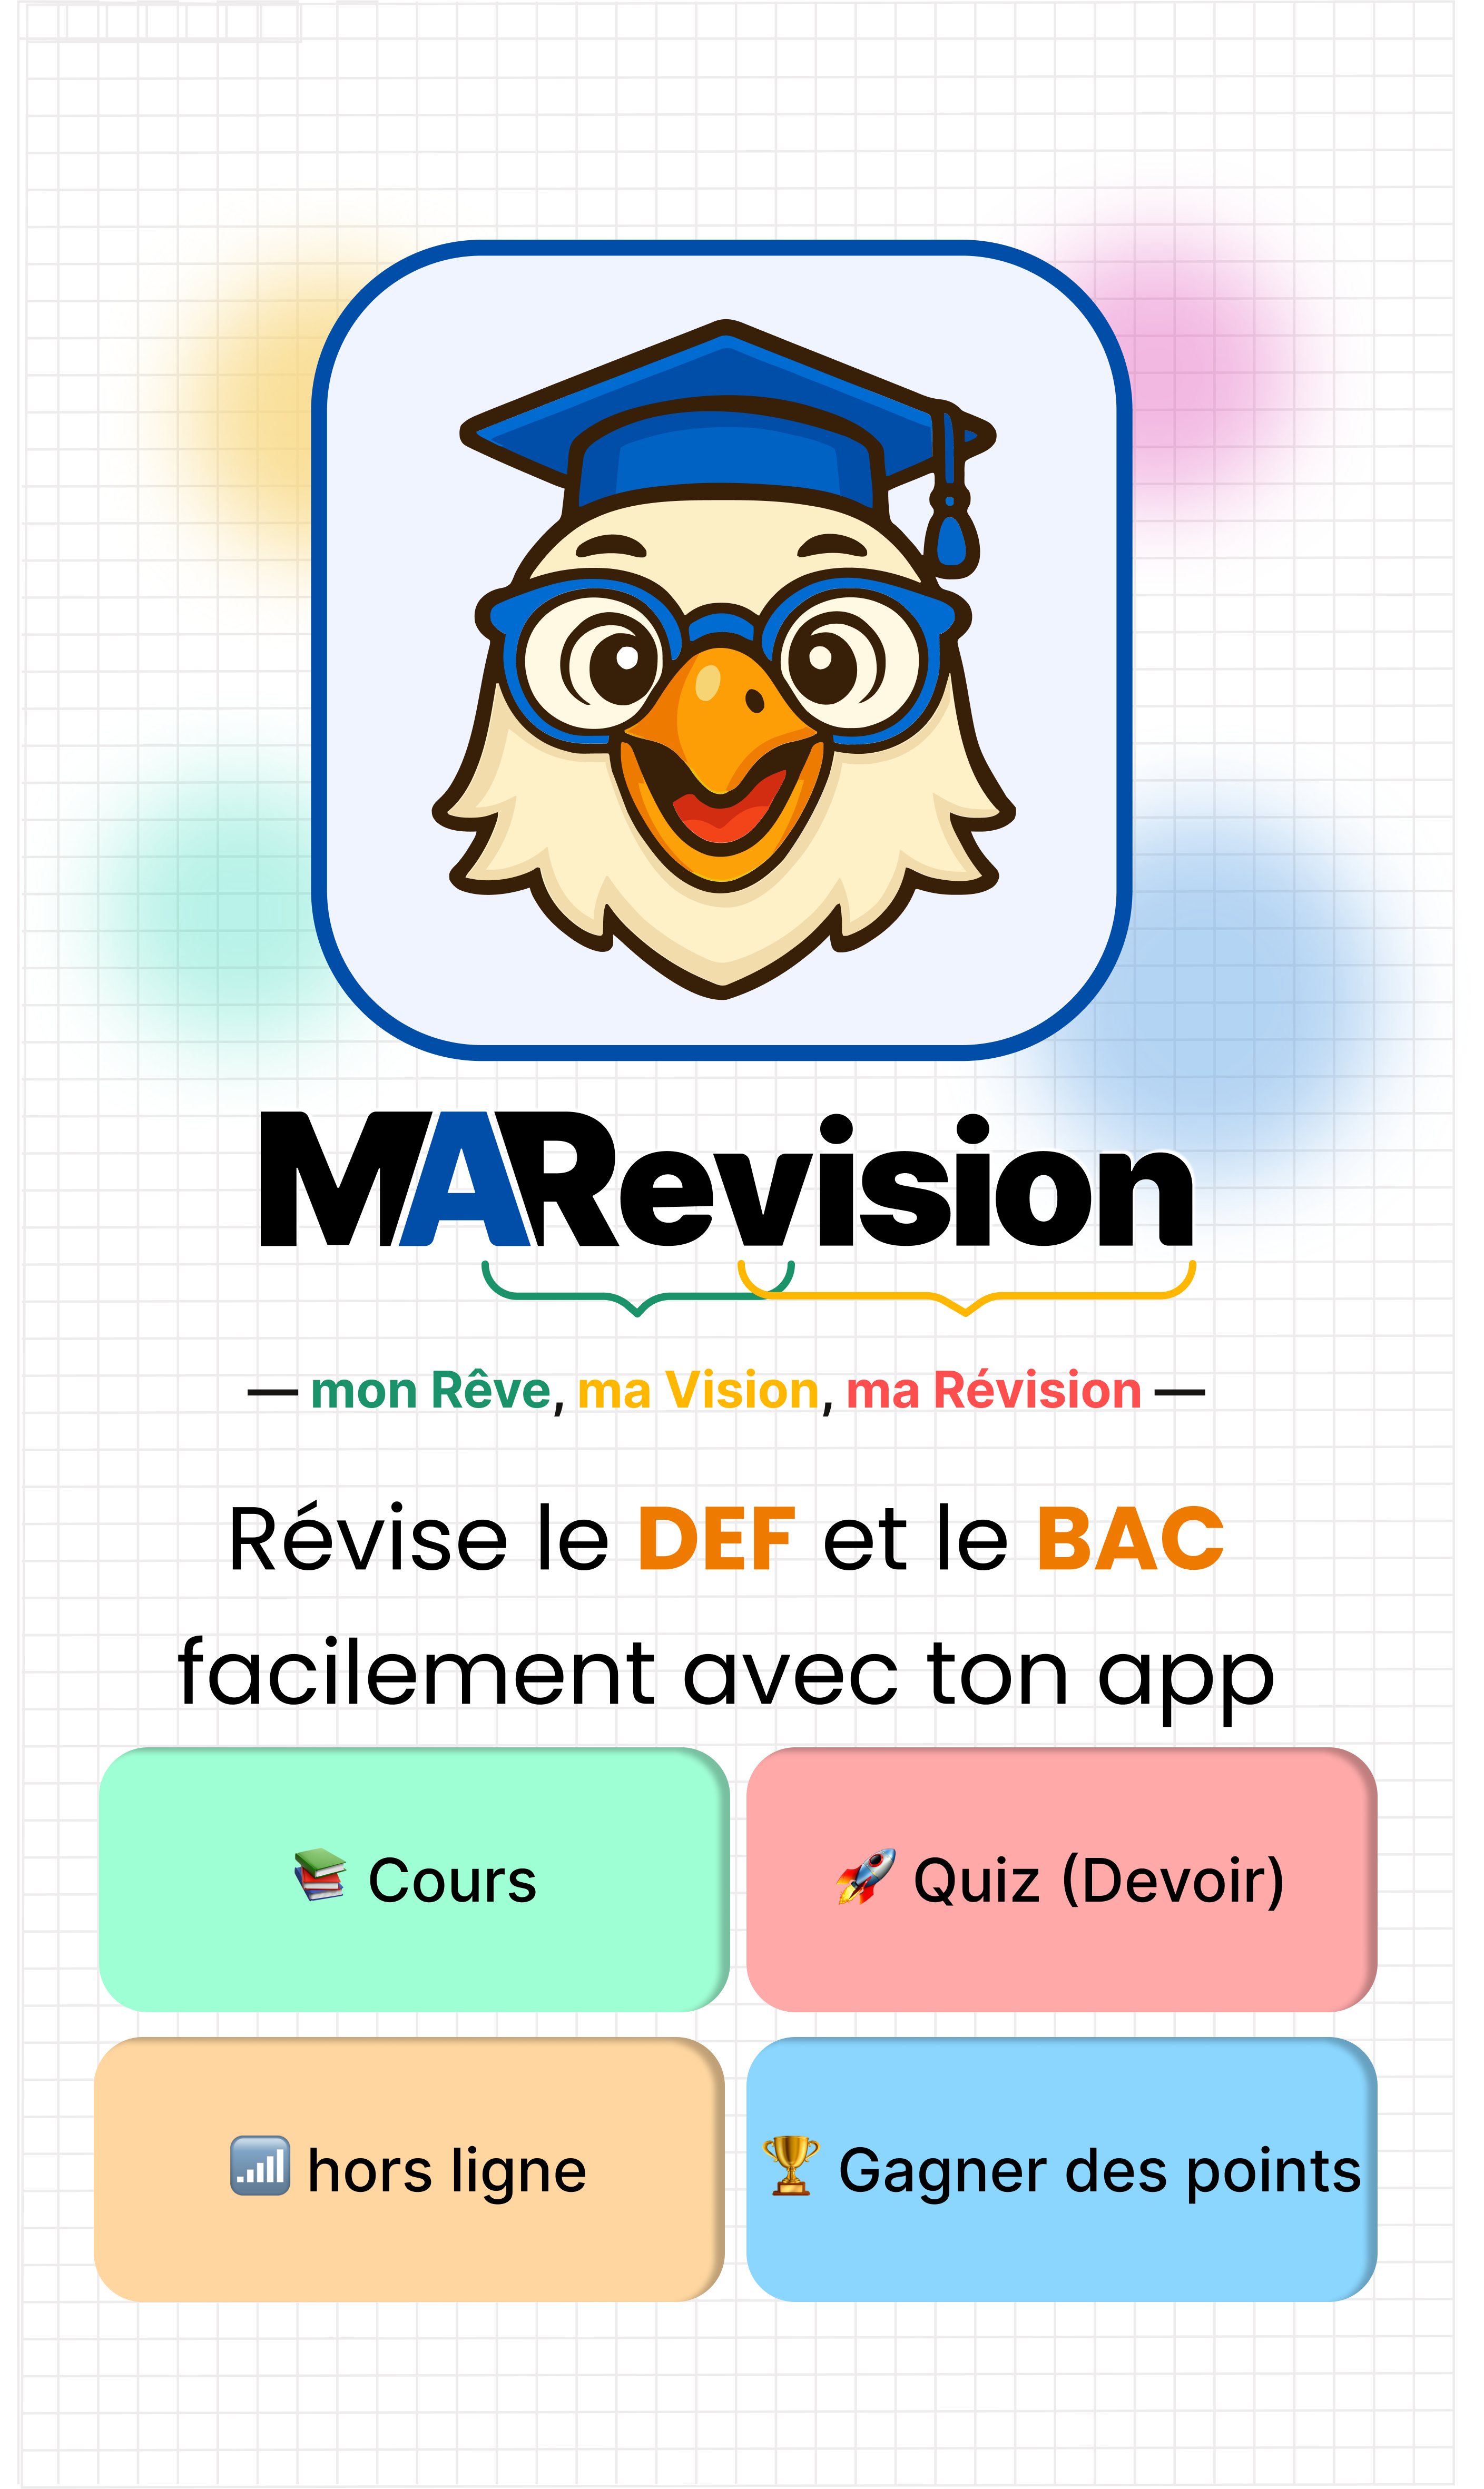 MARevision
— mon Rêve, ma Vision, ma Révision —
Révise le DEF et le BAC
facilement avec ton app
📚 Cours
🚀 Quiz (Devoir)
📶 hors ligne
🏆 Gagner des points